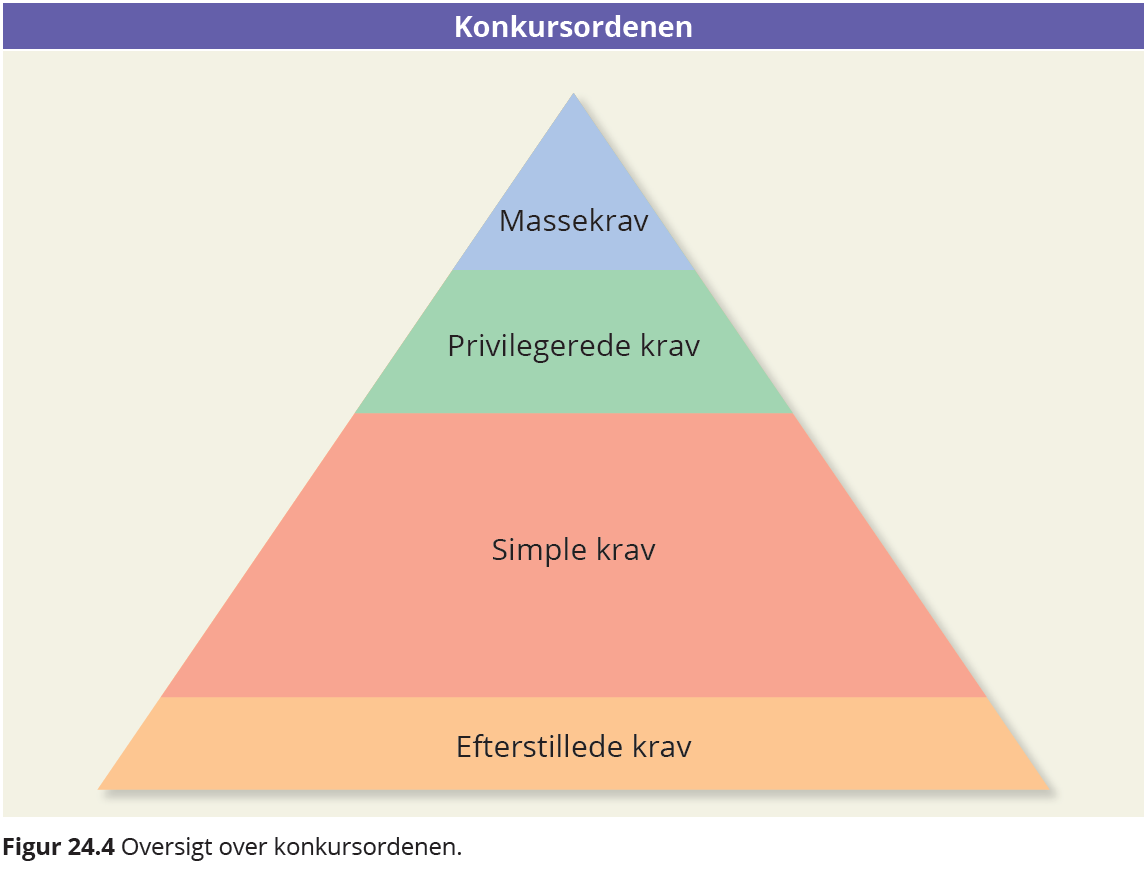 Konkursordenen
Massekrav
Privilegerede krav
Simple krav
Efterstillede krav
Figur 24.4 Oversigt over konkursordenen.